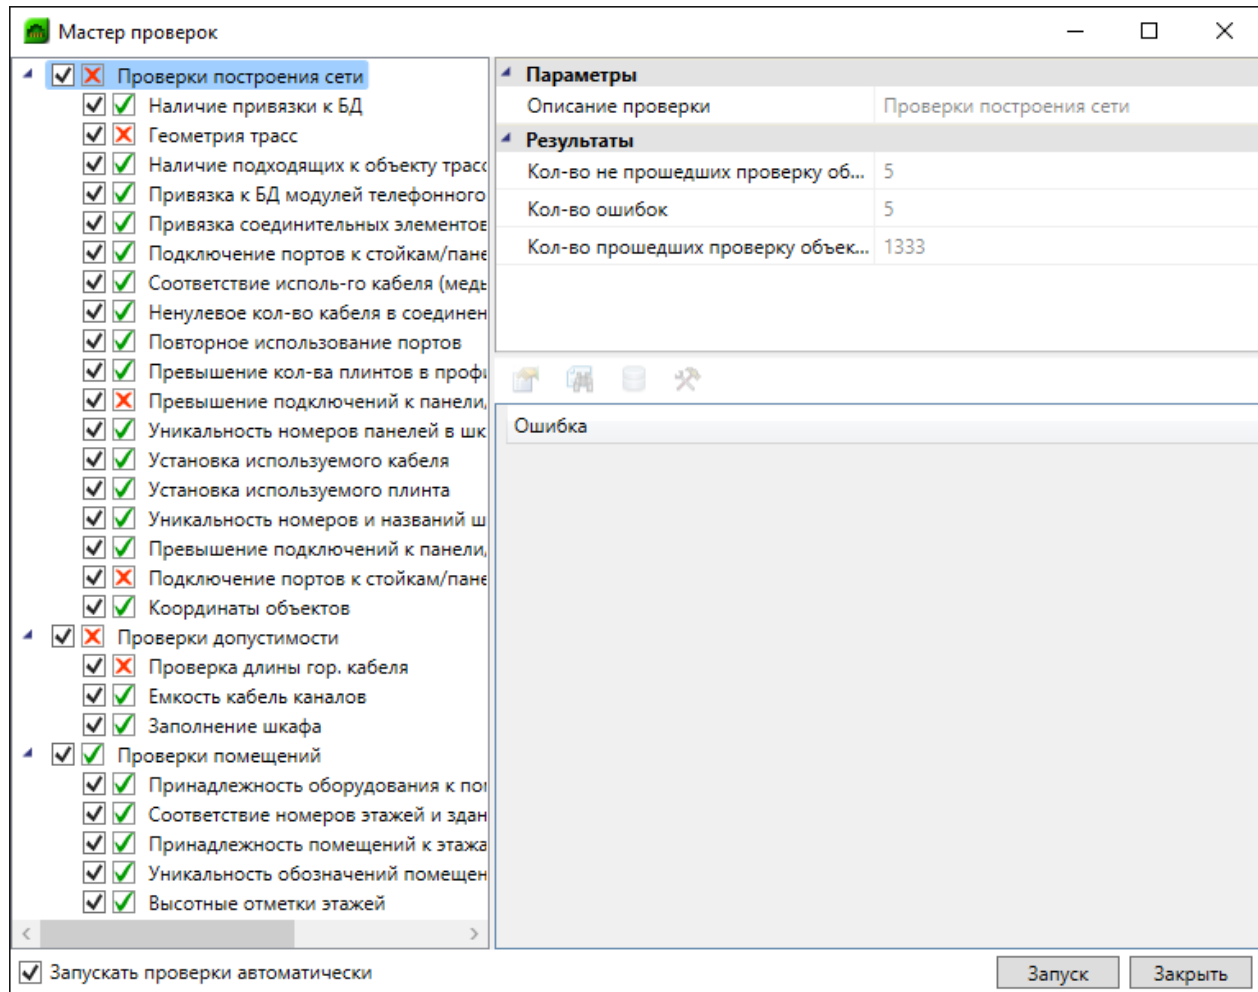 Мастер проверок
Проверки построения сети
Наличие привязки к БД
Геометрия трасс
Наличие подходящих к объекту трасс
Привязка к БД модулей телефонного
Привязка соединительных элементов
Подключение портов к стойкам/пане
Соответствие исполь-го кабеля (медь
Ненулевое кол-во кабеля в соединен
Повторное использование портов
Превышение кол-ва плинтов в профи
Превышение подключений к панели,
Уникальность номеров панелей в шк
Установка используемого кабеля
Установка используемого плинта
Уникальность номеров и названий ш
Превышение подключений к панели,
Подключение портов к стойкам/пане
Координаты объектов
Проверки допустимости
Проверка длины гор. кабеля
Емкость кабель каналов
Заполнение шкафа
Проверки помещений
Принадлежность оборудования к пом
Соответствие номеров этажей и здан
Принадлежность помещений к этажа
Уникальность обозначений помещен
Высотные отметки этажей
Запускать проверки автоматически
Параметры
Описание проверки Проверки построения сети
Результаты
Кол-во не прошедших проверку об... 5
Кол-во ошибок 5
Кол-во прошедших проверку объек... 1333
Ошибка
Запуск Закрыть